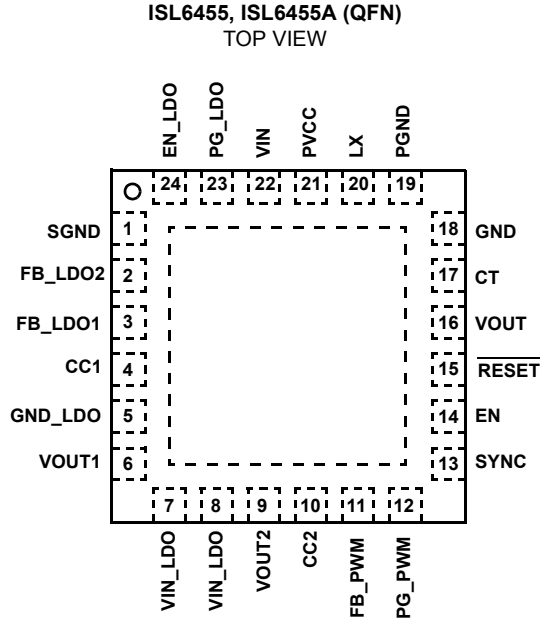 ISL6455, ISL6455A (QFN)
TOP VIEW
EN_LDO
PG_LDO
VIN
PVCC
LX
PGND
24 23 22 21 20 19
SGND 1
FB_LDO2 2
FB_LDO1 3
CC1 4
GND_LDO 5
VOUT1 6
18 GND
17 CT
16 VOUT
15 RESET
14 EN
13 SYNC
7 8 9 10 11 12
VIN_LDO
VIN_LDO
VOUT2
CC2
FB_PWM
PG_PWM